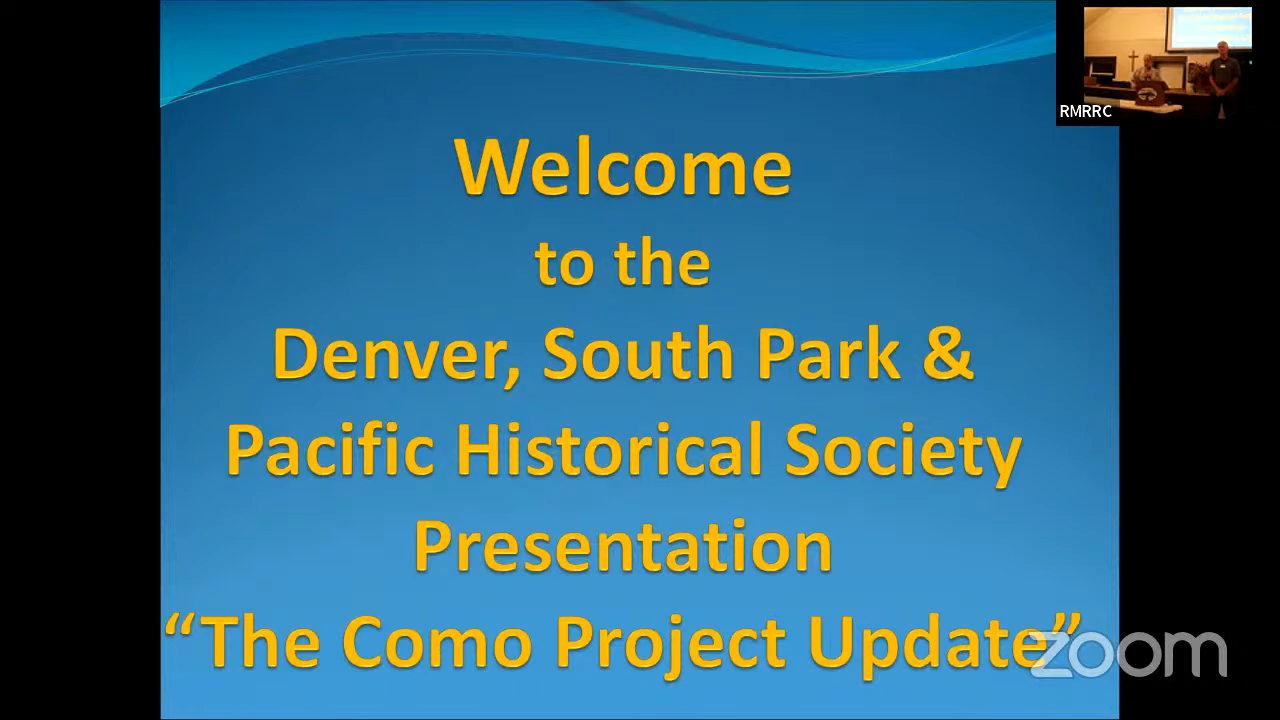 RMRRC
Welcome
to the
Denver, South Park &
Pacific Historical Society
Presentation
“The Como Project Update”
zoom